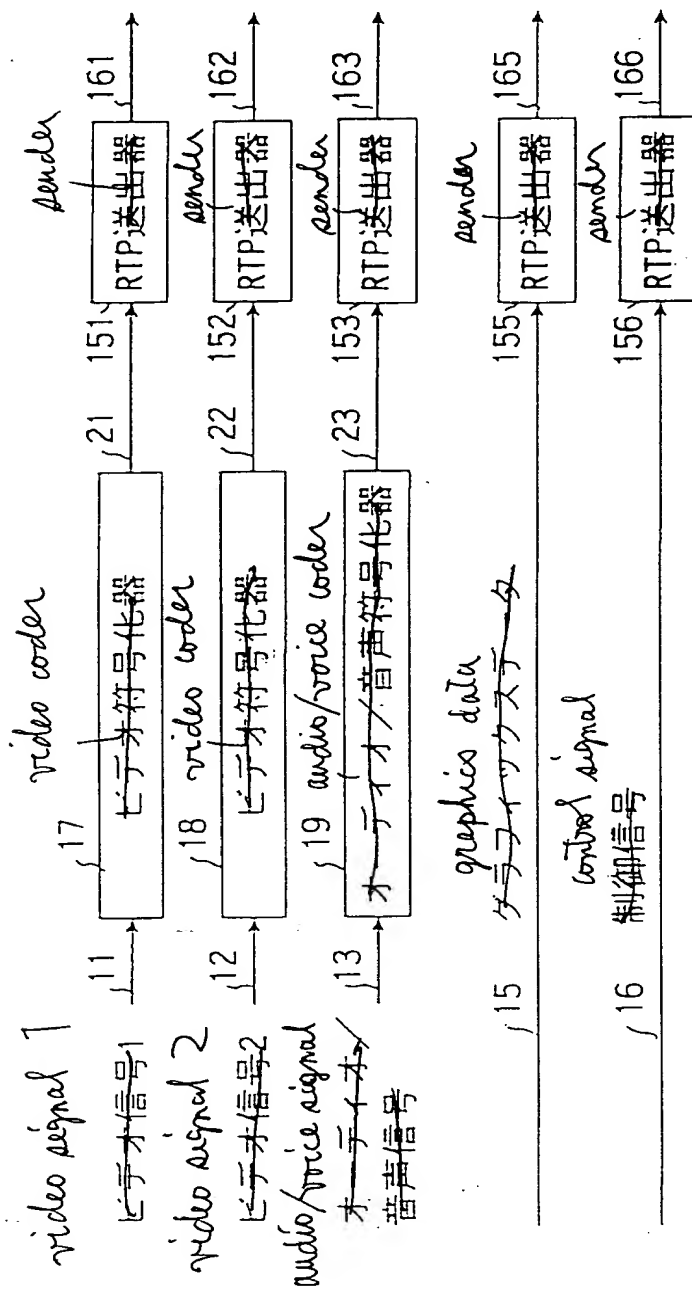 video signal 1
ビデオ信号1
11
17
video coder
ビデオ符号化器
21
151
sender
RTP送出器
161
video signal 2
ビデオ信号2
12
18
video coder
ビデオ符号化器
22
152
sender
RTP送出器
162
audio/voice signal
オーディオ/
音声信号
13
19
audio/voice coder
オーディオ/音声符号化器
23
153
sender
RTP送出器
163
15
graphics data
グラフィックスデータ
155
sender
RTP送出器
165
16
control signal
制御信号
156
sender
RTP送出器
166